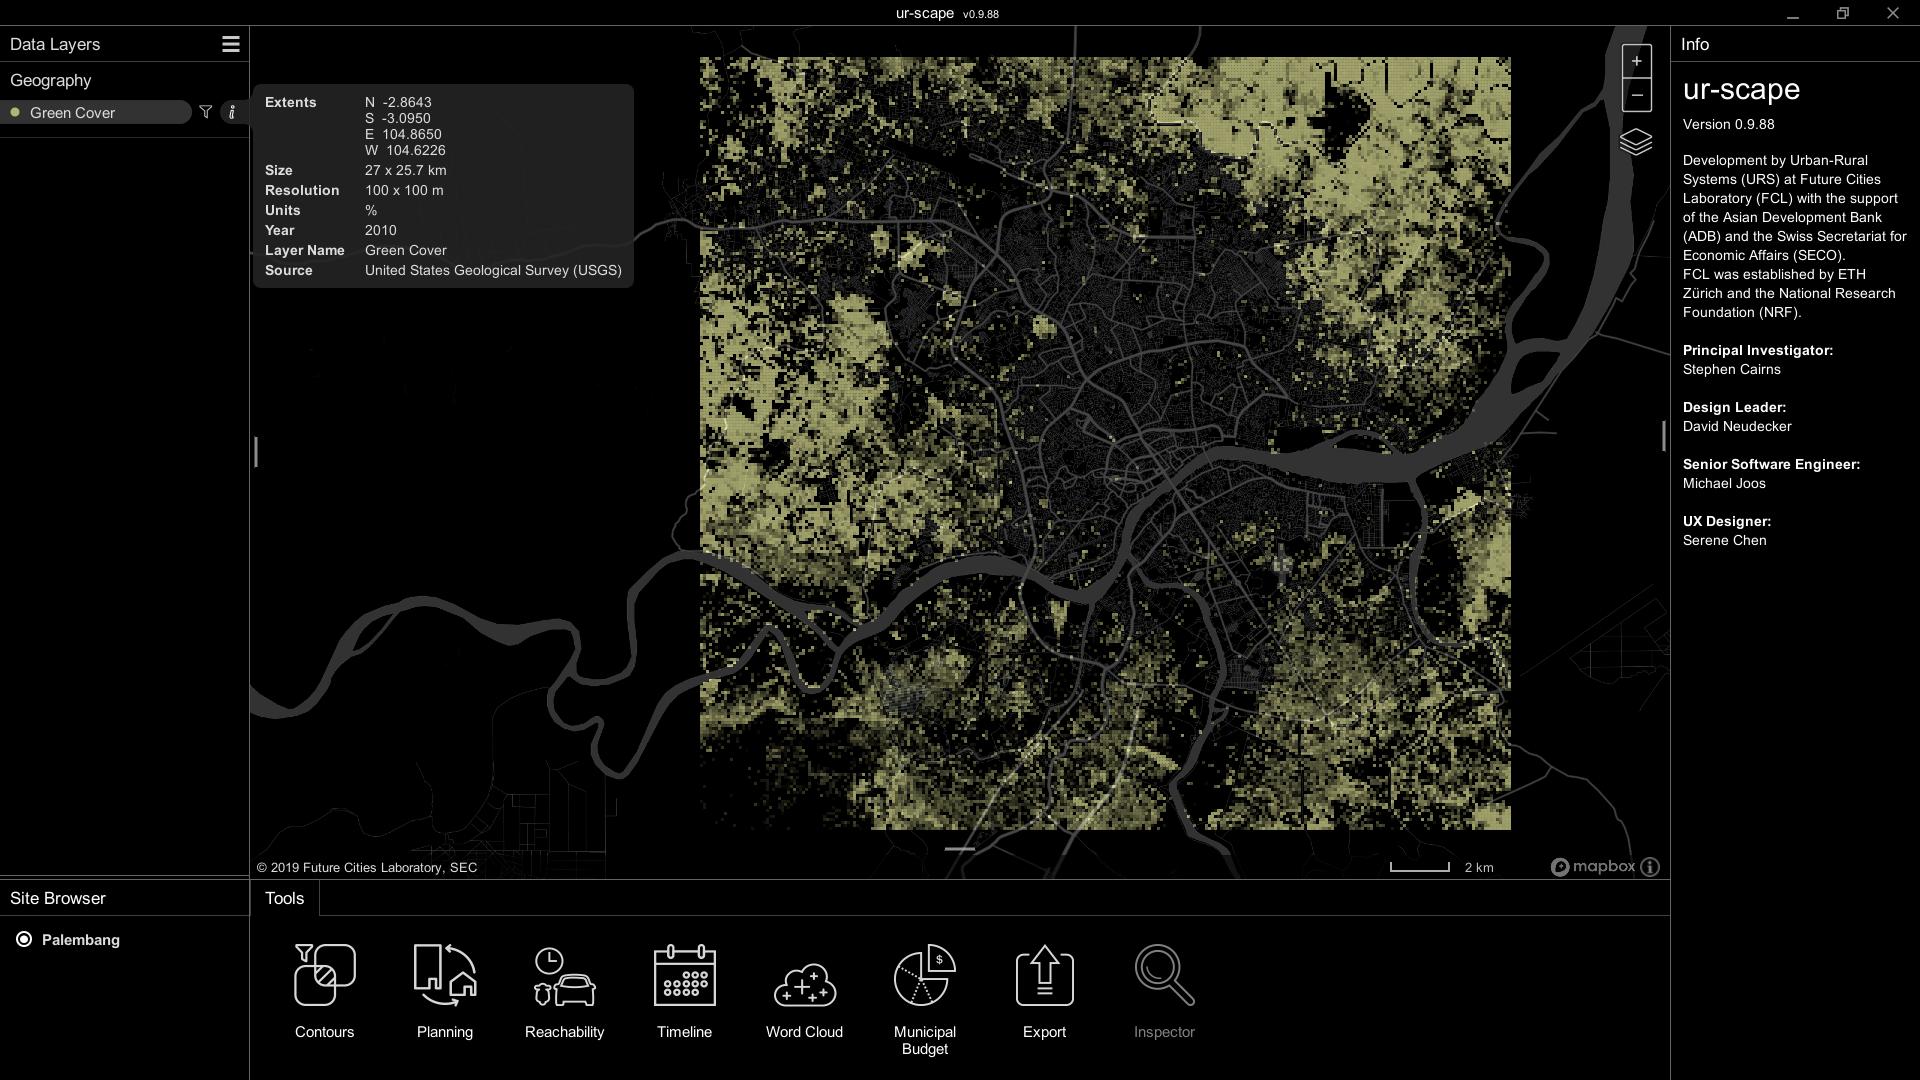 ur-scape v0.9.88
Data Layers
Geography
Green Cover
i
Extents N -2.8643
S -3.0950
E 104.8650
W 104.6226
Size 27 x 25.7 km
Resolution 100 x 100 m
Units %
Year 2010
Layer Name Green Cover
Source United States Geological Survey (USGS)
+
−
© 2019 Future Cities Laboratory, SEC
2 km
mapbox i
Info
ur-scape
Version 0.9.88
Development by Urban-Rural
Systems (URS) at Future Cities
Laboratory (FCL) with the support
of the Asian Development Bank
(ADB) and the Swiss Secretariat for
Economic Affairs (SECO).
FCL was established by ETH
Zürich and the National Research
Foundation (NRF).
Principal Investigator:
Stephen Cairns
Design Leader:
David Neudecker
Senior Software Engineer:
Michael Joos
UX Designer:
Serene Chen
Site Browser
Palembang
Tools
$
Contours
Planning
Reachability
Timeline
Word Cloud
Municipal
Budget
Export
Inspector